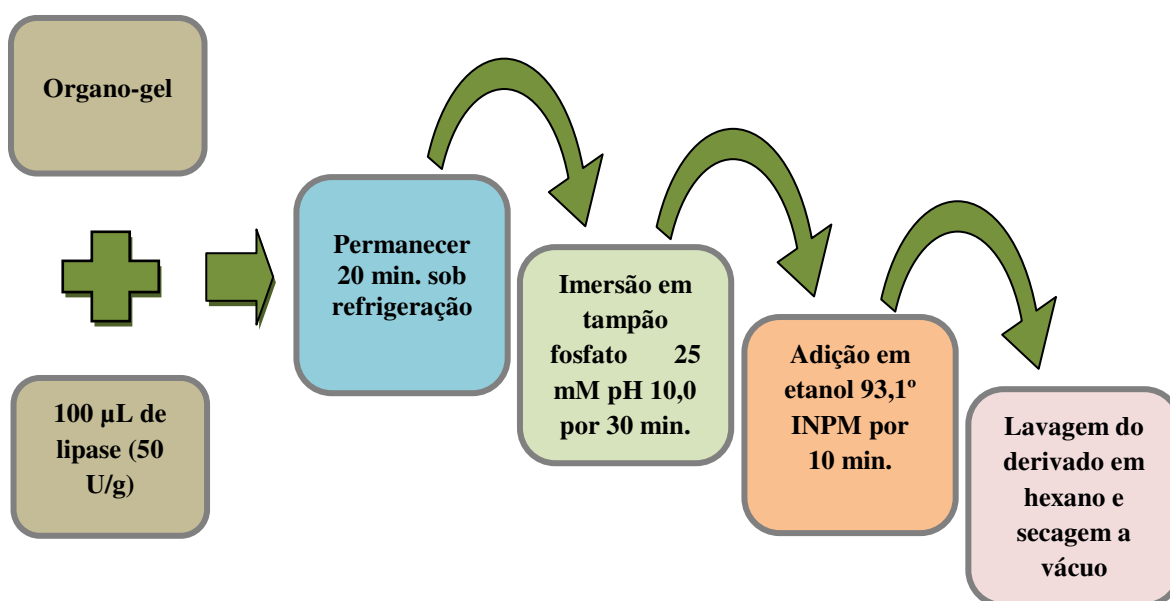 Organo-gel
100 µL de
lipase (50
U/g)
Permanecer
20 min. sob
refrigeração
Imersão em
tampão
fosfato 25
mM pH 10,0
por 30 min.
Adição em
etanol 93,1º
INPM por
10 min.
Lavagem do
derivado em
hexano e
secagem a
vácuo